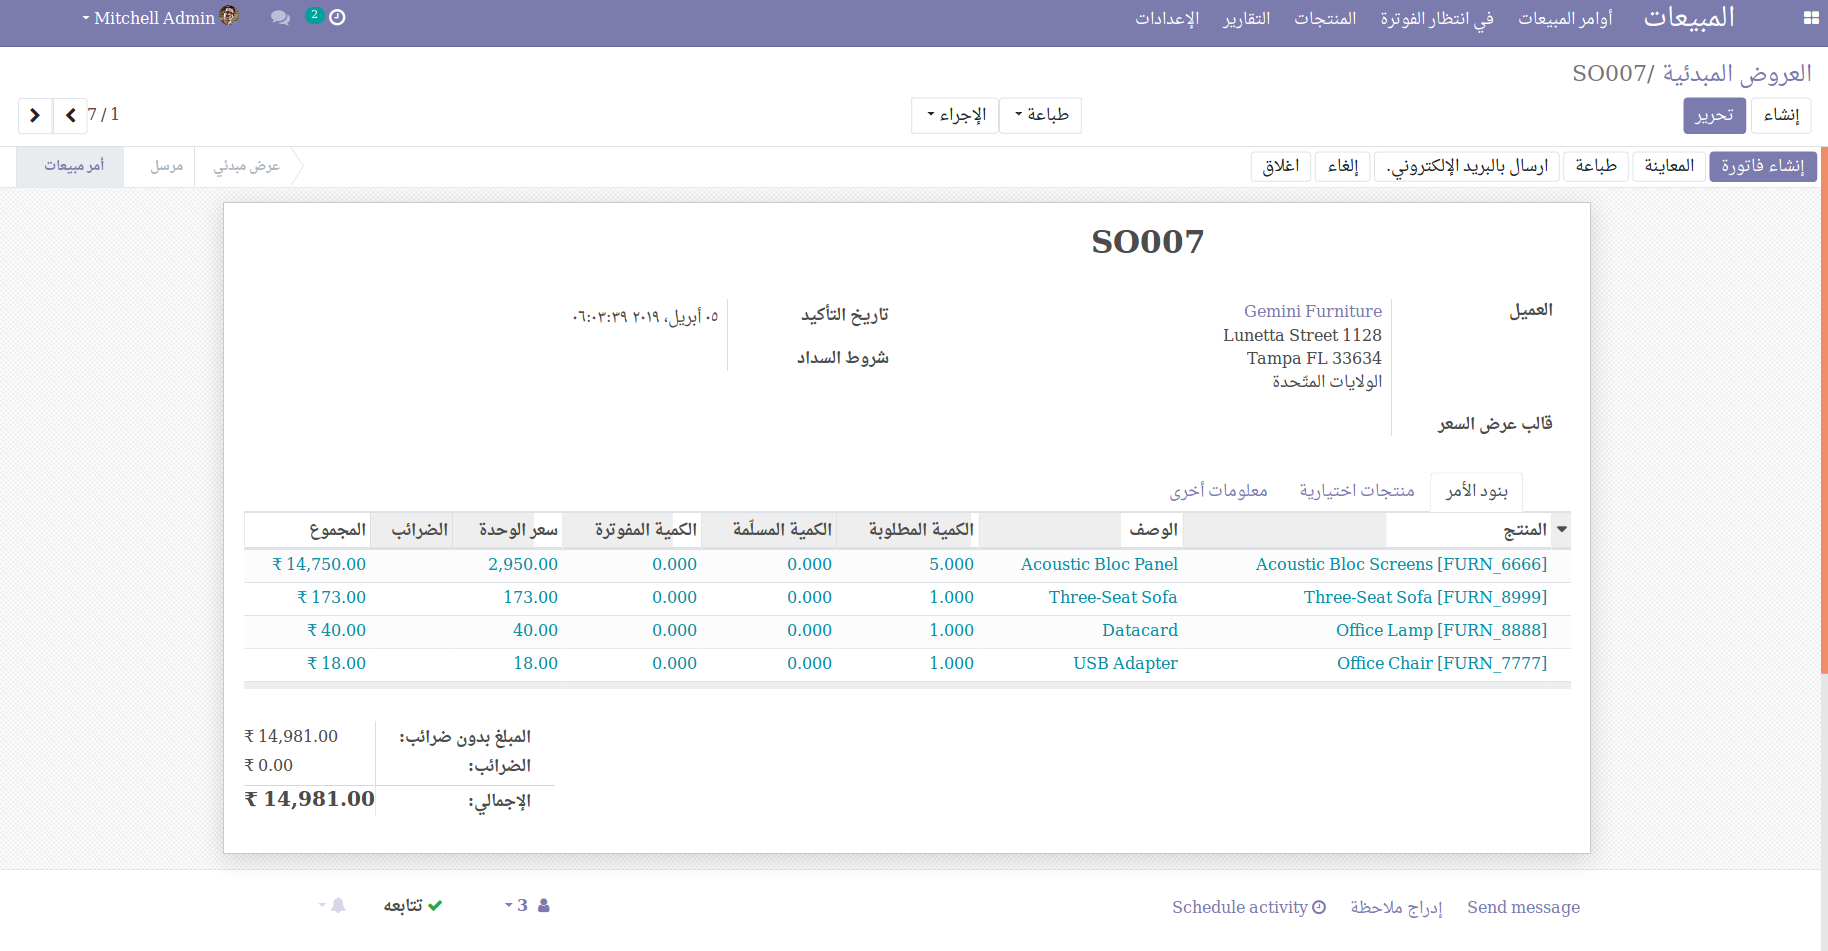 المبيعات أوامر المبيعات في انتظار الفوترة المنتجات التقارير الإعدادات 2 Mitchell Admin
العروض المبدئية /SO007
إنشاء تحرير طباعة الإجراء 1 / 7
إنشاء فاتورة المعاينة طباعة ارسال بالبريد الإلكتروني. إلغاء اغلاق عرض مبدئي مرسل أمر مبيعات
SO007
العميل Gemini Furniture
1128 Lunetta Street
Tampa FL 33634
الولايات المتّحدة
قالب عرض السعر
تاريخ التأكيد ٠٥ أبريل، ٢٠١٩ ٠٦:٠٣:٣٩
شروط السداد
بنود الأمر منتجات اختيارية معلومات أخرى
المنتج الوصف الكمية المطلوبة الكمية المسلّمة الكمية المفوترة سعر الوحدة الضرائب المجموع
[FURN_6666] Acoustic Bloc Screens Acoustic Bloc Panel 5.000 0.000 0.000 2,950.00 ₹ 14,750.00
[FURN_8999] Three-Seat Sofa Three-Seat Sofa 1.000 0.000 0.000 173.00 ₹ 173.00
[FURN_8888] Office Lamp Datacard 1.000 0.000 0.000 40.00 ₹ 40.00
[FURN_7777] Office Chair USB Adapter 1.000 0.000 0.000 18.00 ₹ 18.00
المبلغ بدون ضرائب: ₹ 14,981.00
الضرائب: ₹ 0.00
الإجمالي: ₹ 14,981.00
Send message إدراج ملاحظة Schedule activity 3 تتابعه